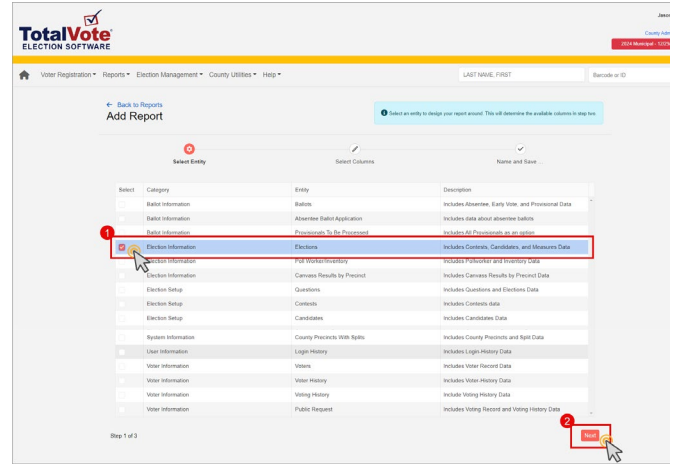 Jason
TotalVote
ELECTION SOFTWARE
County Adm
2024 Municipal - 12/25
Voter Registration Reports Election Management County Utilities Help
LAST NAME, FIRST
Barcode or ID
← Back to Reports
Add Report
Select an entity to design your report around. This will determine the available columns in step two.
Select Entity Select Columns Name and Save ...
Select Category Entity Description
Ballot Information Ballots Includes Absentee, Early Vote, and Provisional Data
Ballot Information Absentee Ballot Application Includes data about absentee ballots
Ballot Information Provisionals To Be Processed Includes All Provisionals as an option
1
Election Information Elections Includes Contests, Candidates, and Measures Data
Election Information Poll Worker/Inventory Includes Pollworker and Inventory Data
Election Information Canvass Results by Precinct Includes Canvass Results by Precinct Data
Election Setup Questions Includes Questions and Elections Data
Election Setup Contests Includes Contests data
Election Setup Candidates Includes Candidates Data
System Information County Precincts With Splits Includes County Precincts and Split Data
User Information Login History Includes Login-History Data
Voter Information Voters Includes Voter Record Data
Voter Information Voter History Includes Voter-History Data
Voter Information Voting History Include Voting History Data
Voter Information Public Request Includes Voting Record and Voting History Data
2
Step 1 of 3
Next